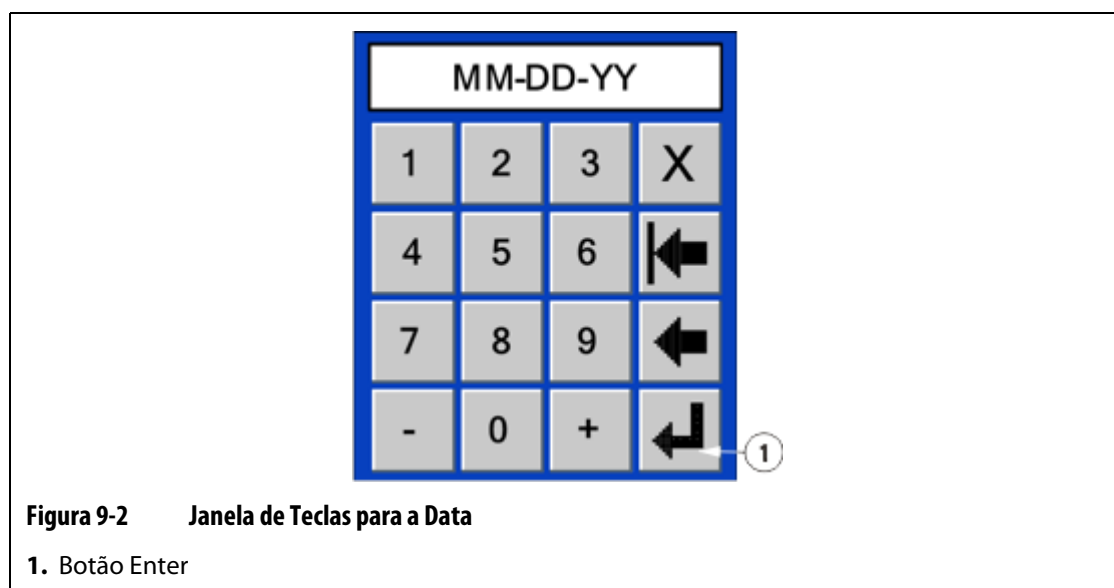 MM-DD-YY
1 2 3 X
4 5 6
7 8 9
- 0 +
1
Figura 9-2 Janela de Teclas para a Data
1. Botão Enter